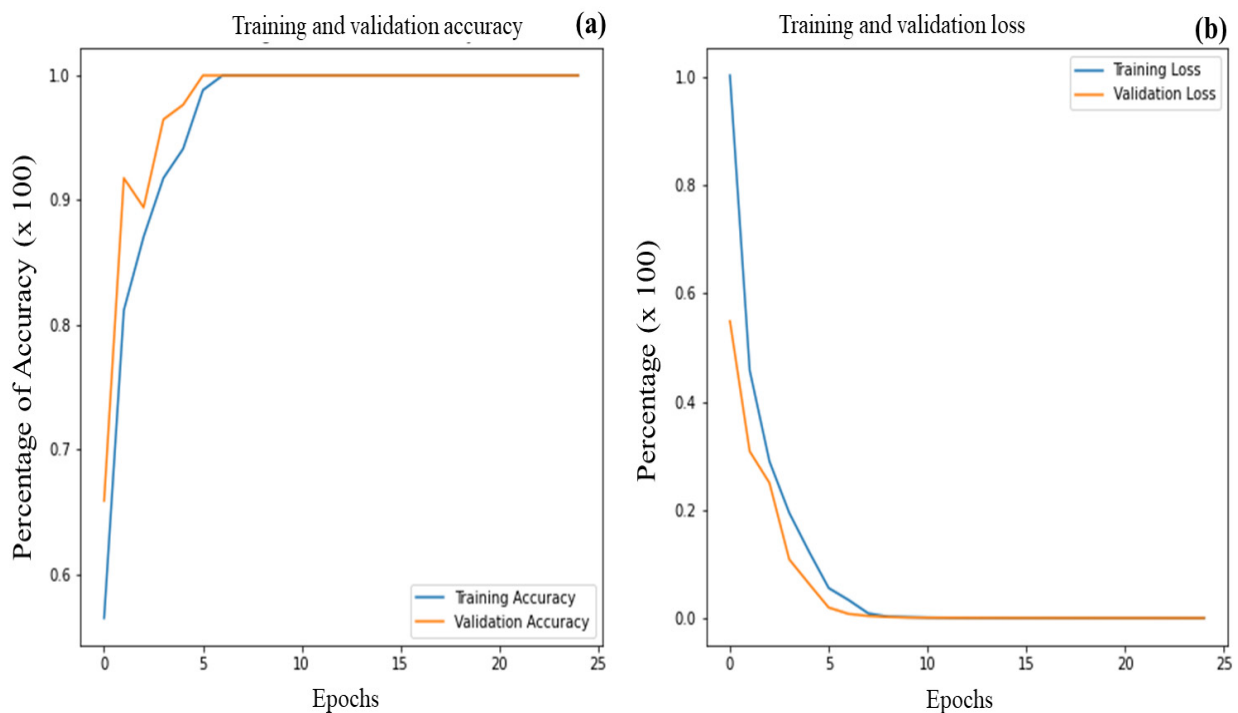 Training and validation accuracy
(a)
Percentage of Accuracy (x 100)
1.0
0.9
0.8
0.7
0.6
Training Accuracy
Validation Accuracy
0
5
10
15
20
25
Epochs
Training and validation loss
(b)
Percentage (x 100)
1.0
0.8
0.6
0.4
0.2
0.0
Training Loss
Validation Loss
0
5
10
15
20
25
Epochs